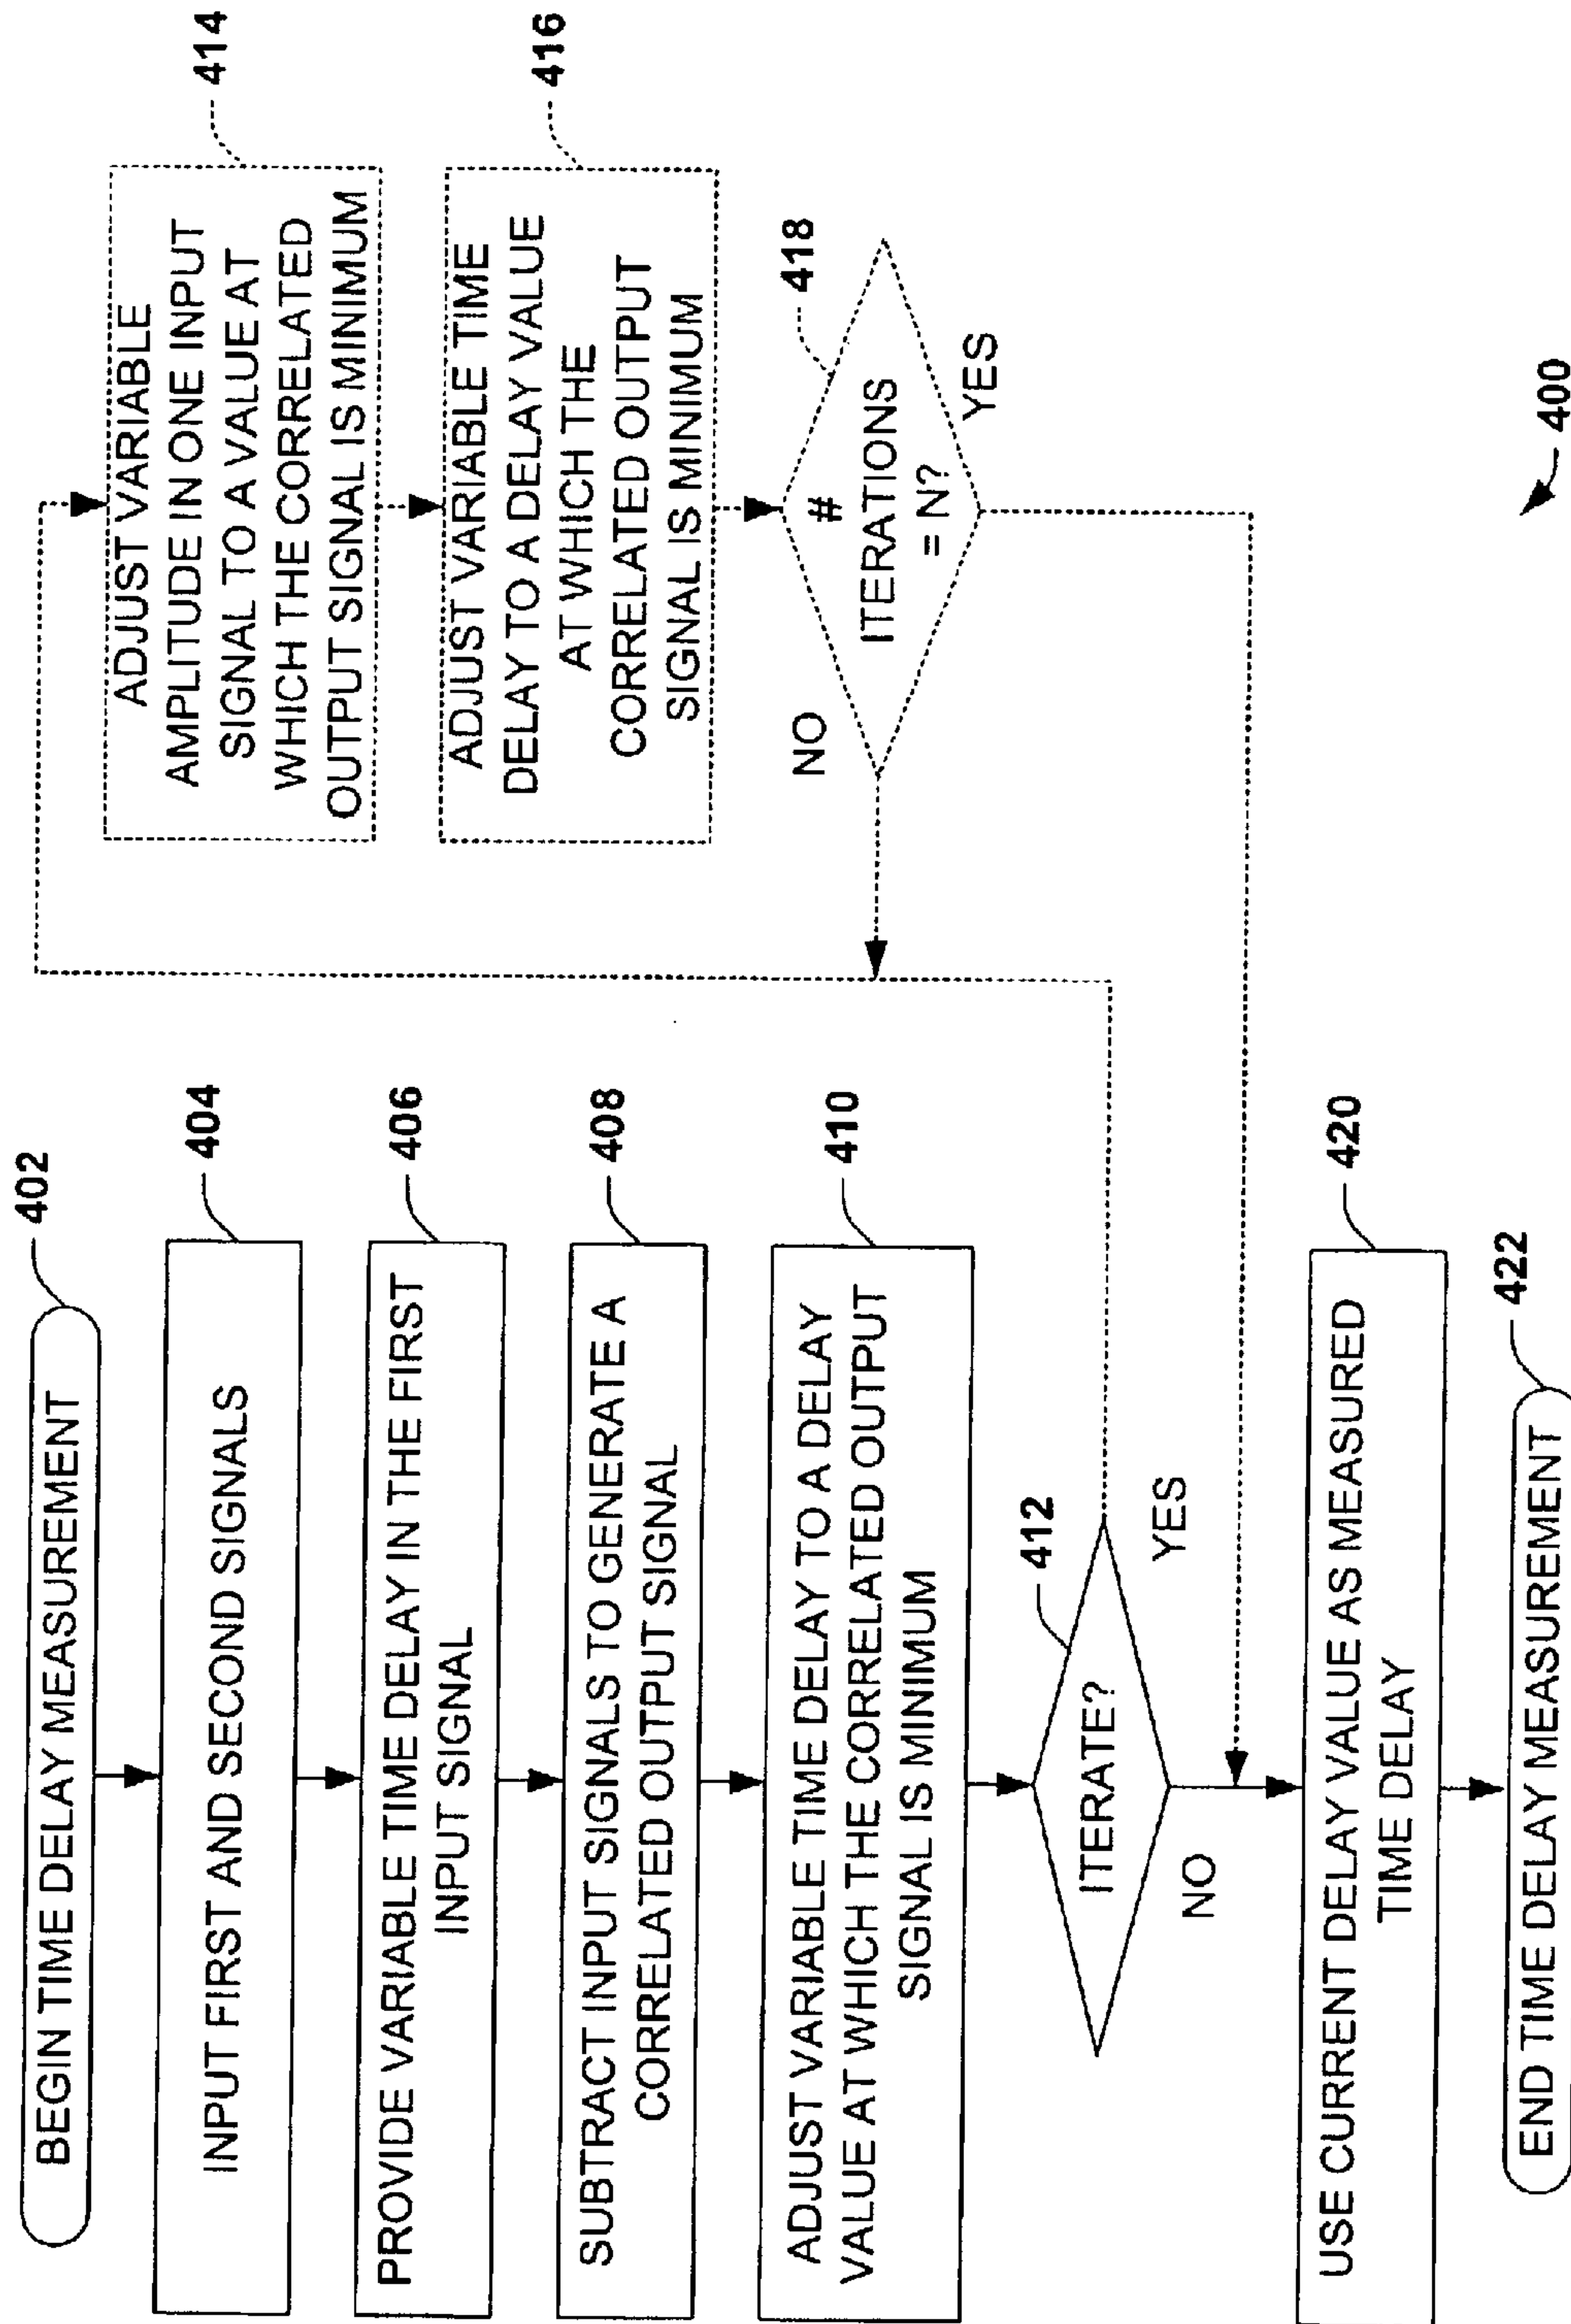 402
BEGIN TIME DELAY MEASUREMENT
404
INPUT FIRST AND SECOND SIGNALS
406
PROVIDE VARIABLE TIME DELAY IN THE FIRST
INPUT SIGNAL
408
SUBTRACT INPUT SIGNALS TO GENERATE A
CORRELATED OUTPUT SIGNAL
410
ADJUST VARIABLE TIME DELAY TO A DELAY
VALUE AT WHICH THE CORRELATED OUTPUT
SIGNAL IS MINIMUM
412
ITERATE?
YES
NO
414
ADJUST VARIABLE
AMPLITUDE IN ONE INPUT
SIGNAL TO A VALUE AT
WHICH THE CORRELATED
OUTPUT SIGNAL IS MINIMUM
416
ADJUST VARIABLE TIME
DELAY TO A DELAY VALUE
AT WHICH THE
CORRELATED OUTPUT
SIGNAL IS MINIMUM
418
#
ITERATIONS
= N?
NO
YES
420
USE CURRENT DELAY VALUE AS MEASURED
TIME DELAY
422
END TIME DELAY MEASUREMENT
400